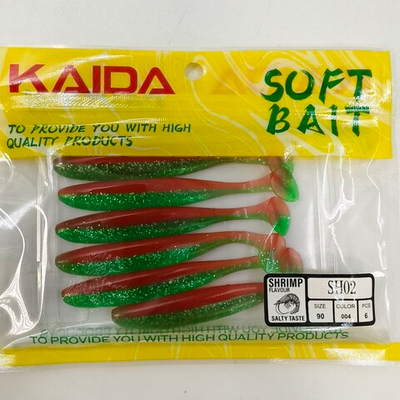 KAIDA
SOFT
BAIT
TO PROVIDE YOU WITH HIGH
QUALITY PRODUCTS
SHRIMP
FLAVOUR
SALTY TASTE
SH02
SIZE COLOR PCS
90 004 6
TO PROVIDE YOU WITH HIGH QUALITY PRODUCTS